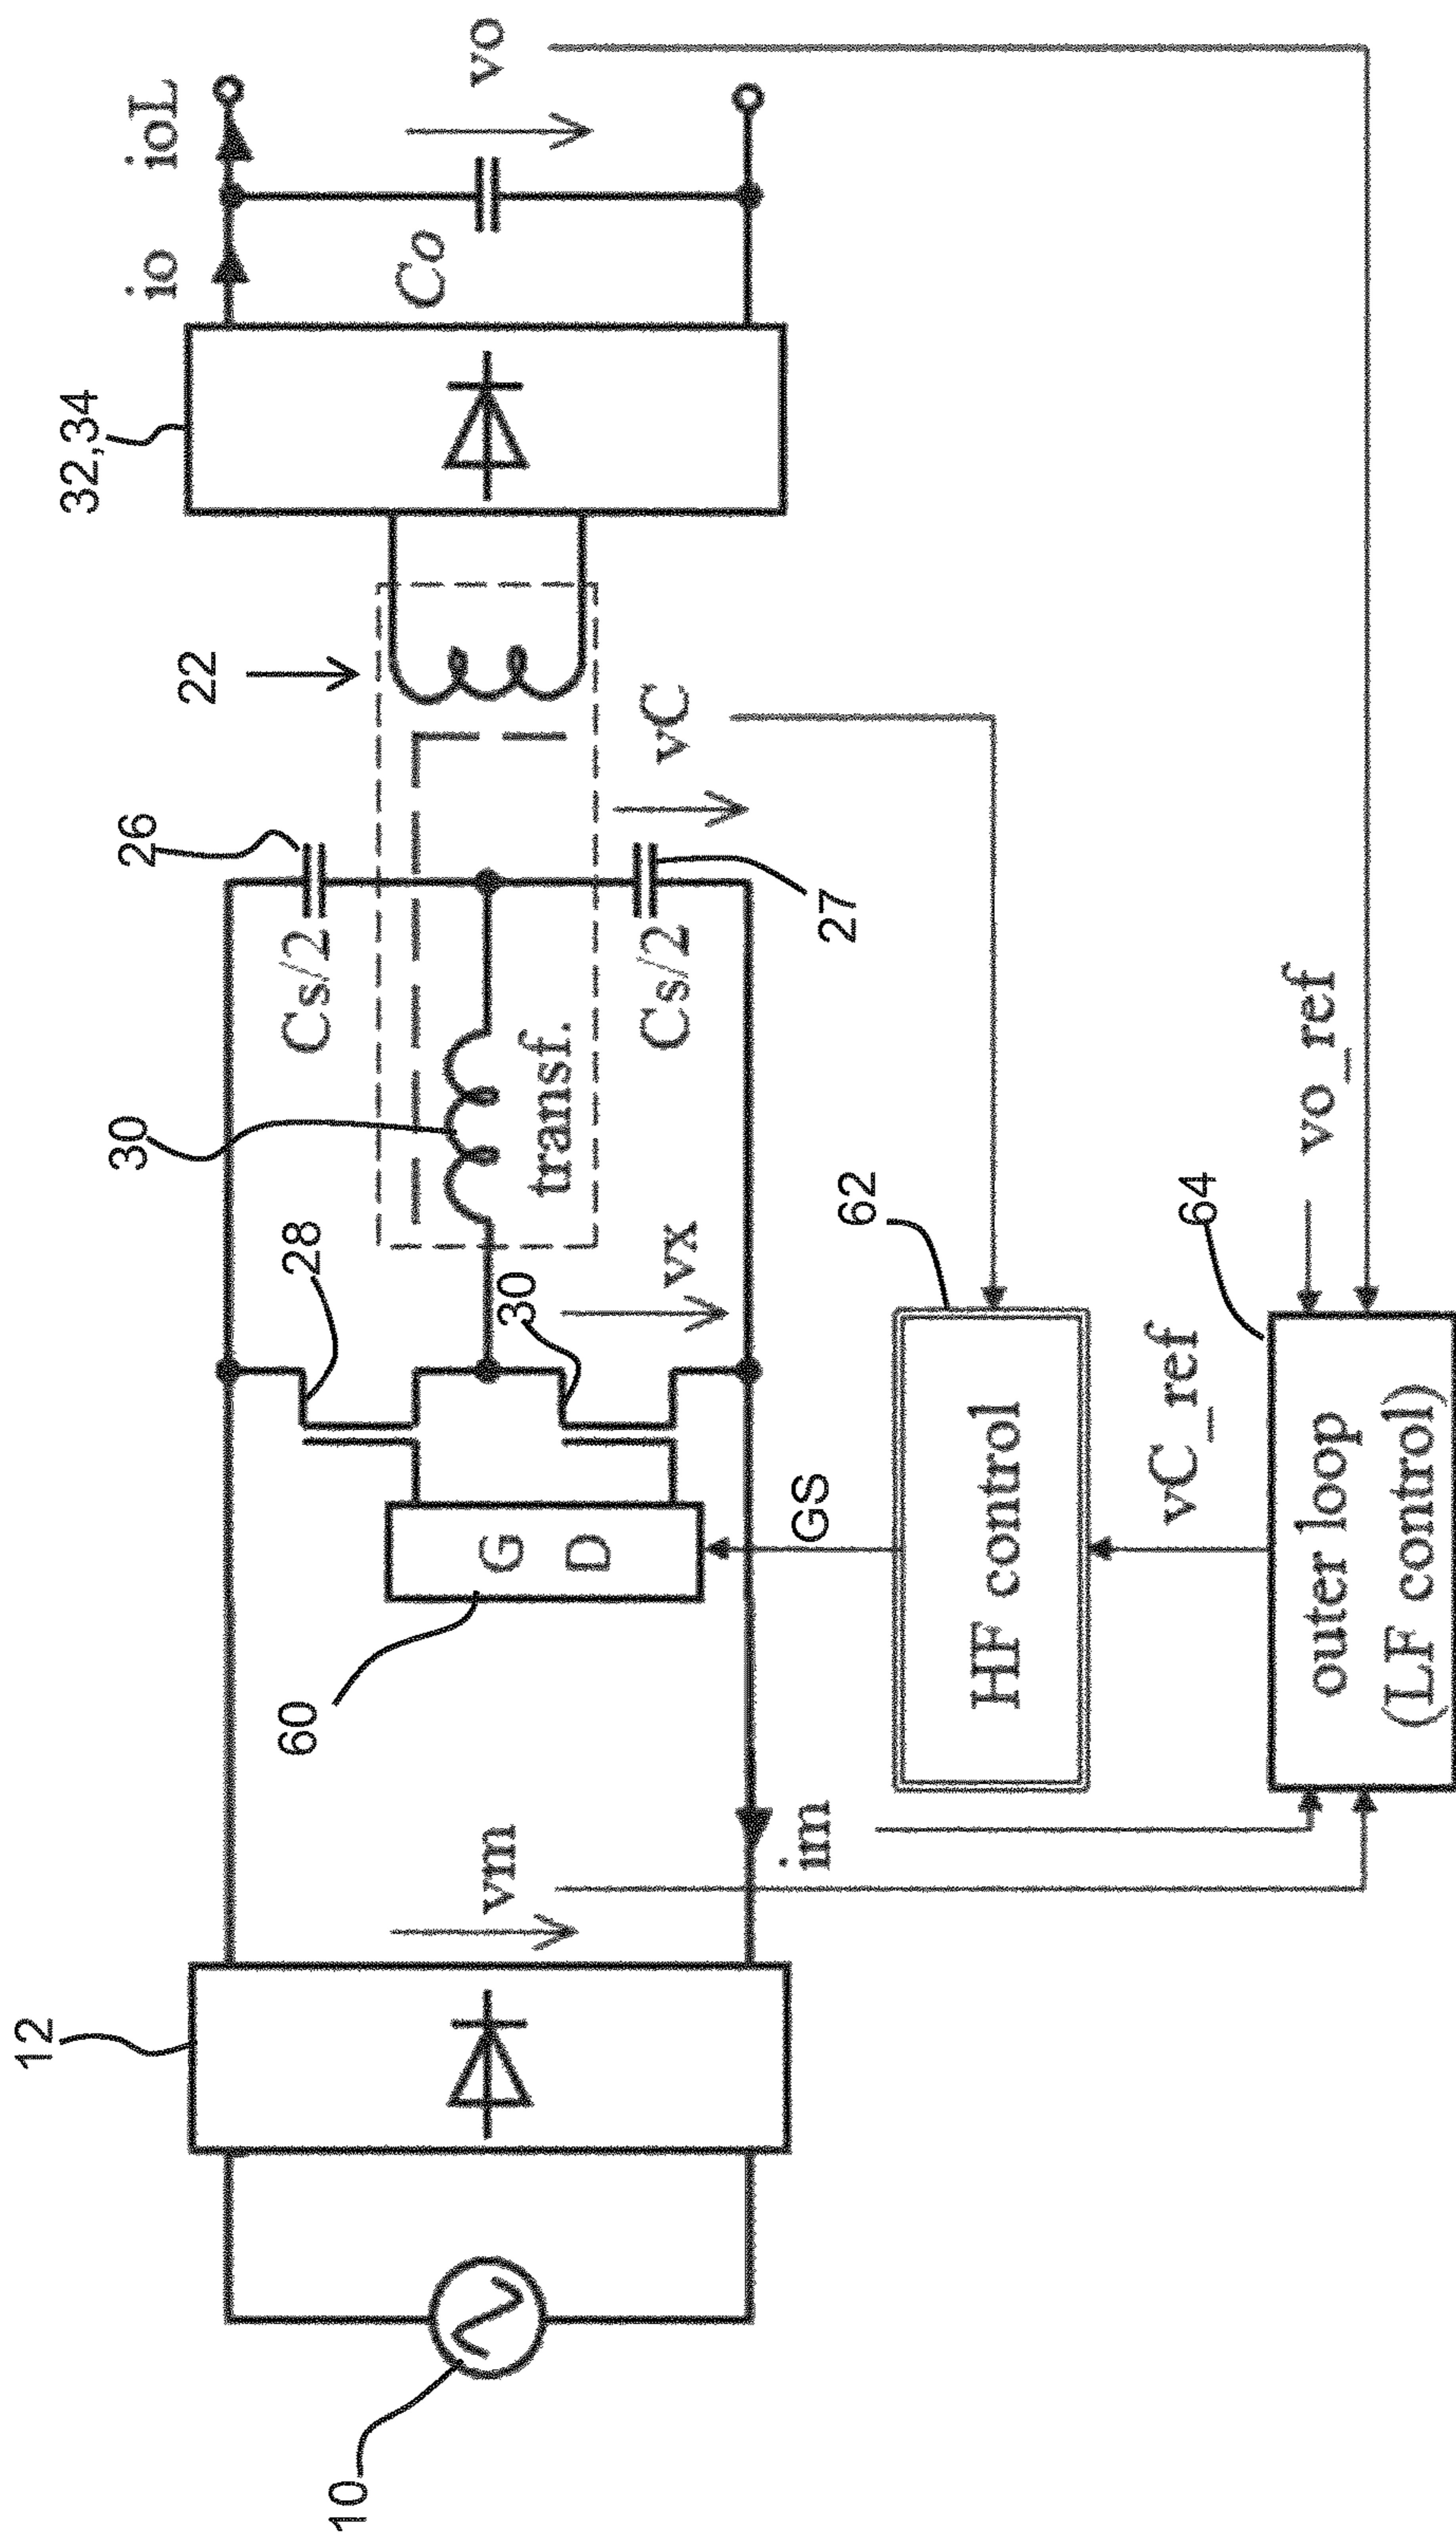 io
ioL
32,34
Co
vo
22
26
Cs/2
30
transf.
Cs/2
27
vC
28
30
vx
60
G
D
GS
12
vm
im
10
62
HF control
vC_ref
64
vo_ref
outer loop
(LF control)